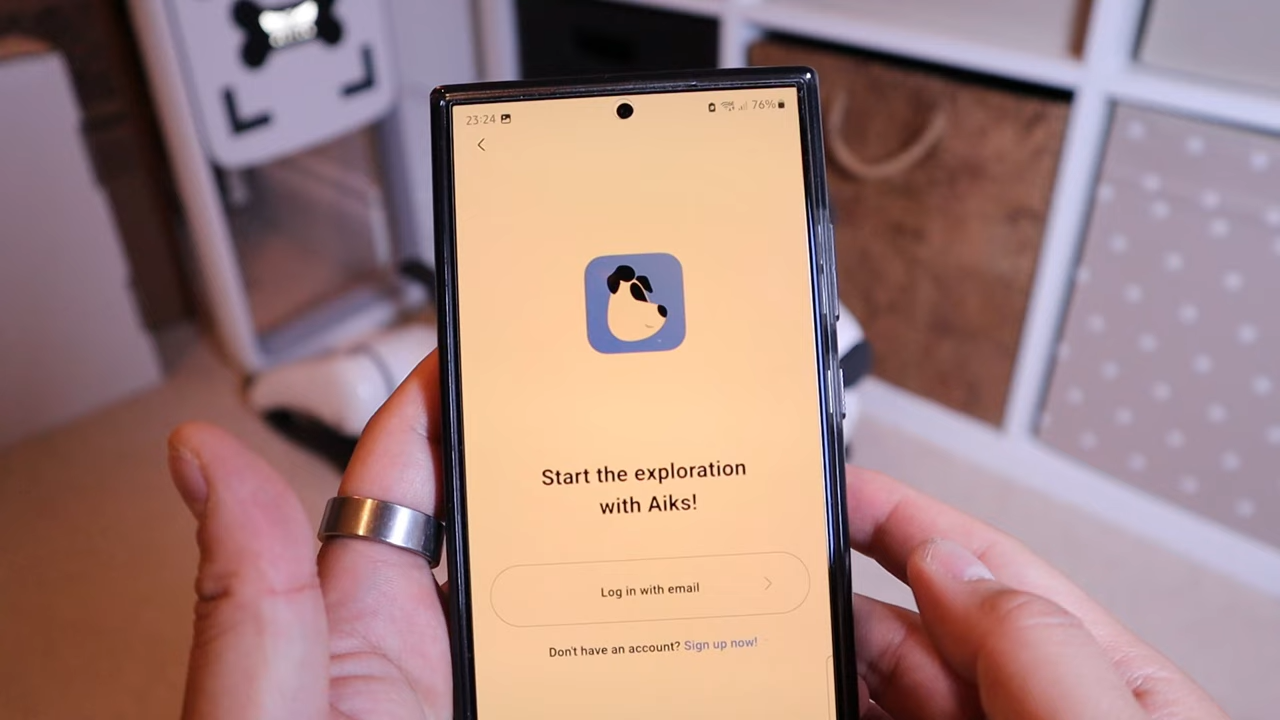 23:24
76%
Start the exploration
with Aiks!
Log in with email
Don't have an account? Sign up now!